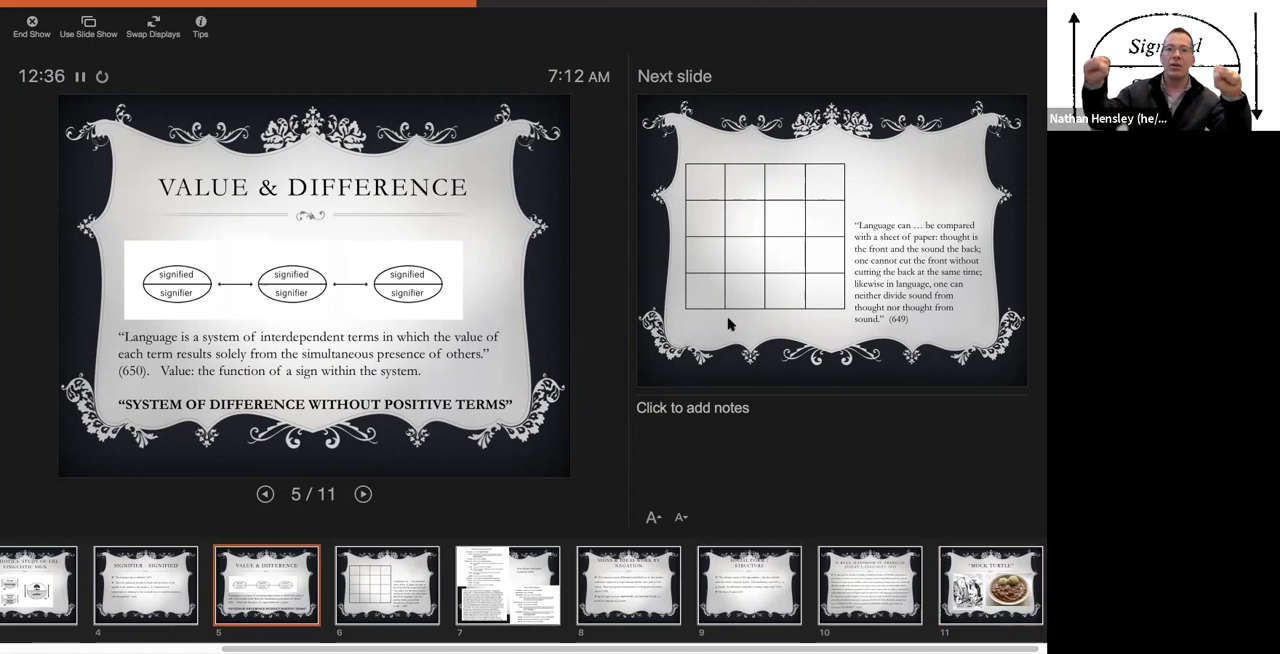 End Show
Use Slide Show
Swap Displays
Tips
12:36
7:12 AM
Next slide
VALUE & DIFFERENCE
signified
signified
signified
signifier
signifier
signifier
“Language is a system of interdependent terms in which the value of
each term results solely from the simultaneous presence of others.”
(650). Value: the function of a sign within the system.
“SYSTEM OF DIFFERENCE WITHOUT POSITIVE TERMS”
5 / 11
“Language can … be compared
with a sheet of paper: thought is
the front and the sound the back;
one cannot cut the front without
cutting the back at the same time;
likewise in language, one can
neither divide sound from
thought nor thought from
sound.” (649)
Click to add notes
A
A
Nathan Hensley (he/...
SIGNIFIER - SIGNIFIED
VALUE & DIFFERENCE
STRUCTURE
"MOCK TURTLE"
4
5
6
7
8
9
10
11